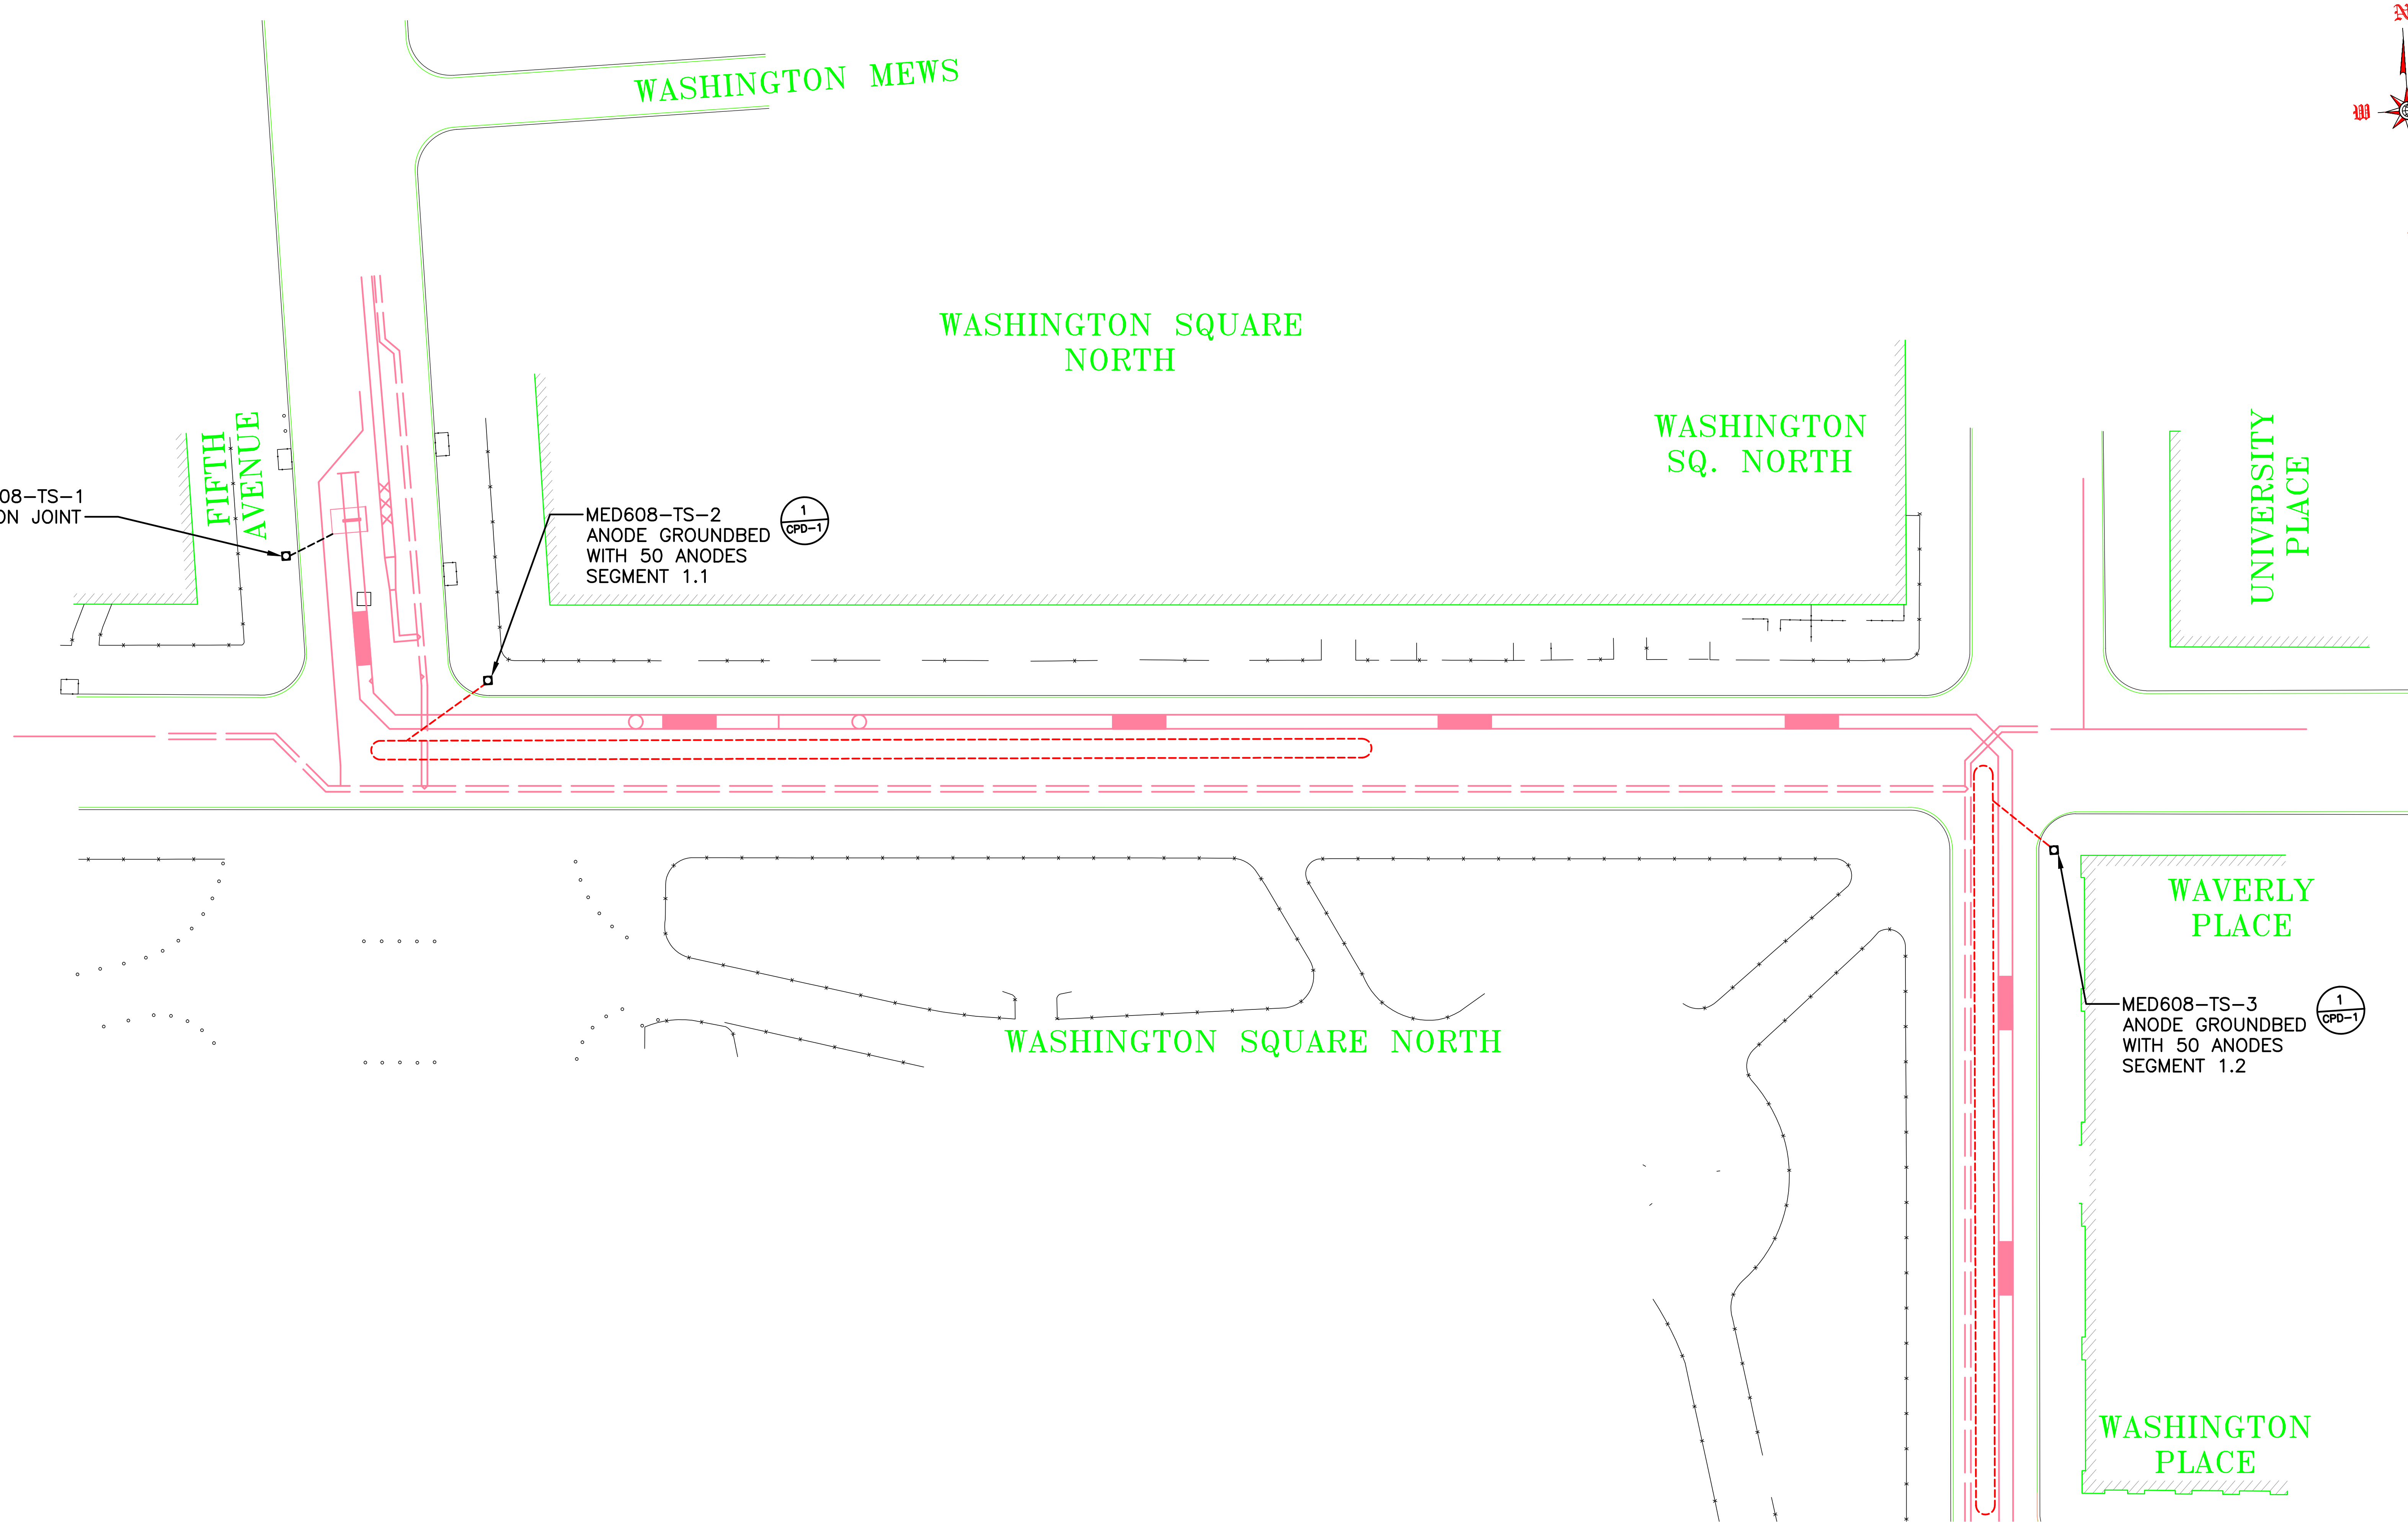 N
W
WASHINGTON MEWS
WASHINGTON SQUARE
NORTH
WASHINGTON
SQ. NORTH
UNIVERSITY
PLACE
FIFTH
AVENUE
08-TS-1
ON JOINT
MED608-TS-2
ANODE GROUNDBED
WITH 50 ANODES
SEGMENT 1.1
1
CPD-1
WAVERLY
PLACE
MED608-TS-3
ANODE GROUNDBED
WITH 50 ANODES
SEGMENT 1.2
1
CPD-1
WASHINGTON SQUARE NORTH
WASHINGTON
PLACE